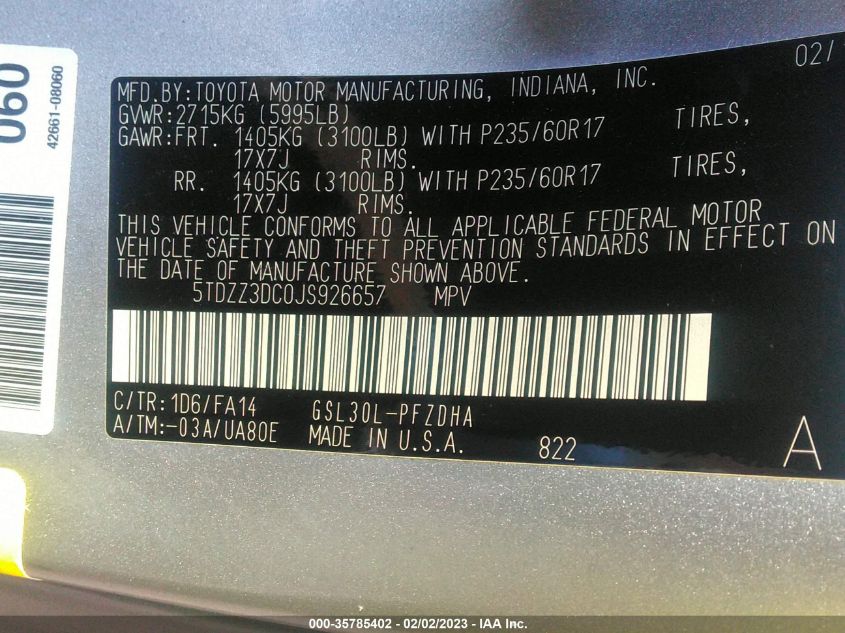 02/
MFD.BY:TOYOTA MOTOR MANUFACTURING, INDIANA, INC.
GVWR:2715KG (5995LB)
GAWR:FRT. 1405KG (3100LB) WITH P235/60R17 TIRES,
17X7J RIMS.
RR. 1405KG (3100LB) WITH P235/60R17 TIRES,
17X7J RIMS.
THIS VEHICLE CONFORMS TO ALL APPLICABLE FEDERAL MOTOR
VEHICLE SAFETY AND THEFT PREVENTION STANDARDS IN EFFECT ON
THE DATE OF MANUFACTURE SHOWN ABOVE.
5TDZZ3DC0JS926657 MPV
C/TR:1D6/FA14 GSL30L-PFZDHA
A/TM:-03A/UA80E MADE IN U.S.A. 822 A
060
42661-08060
000-35785402 - 02/02/2023 - IAA Inc.